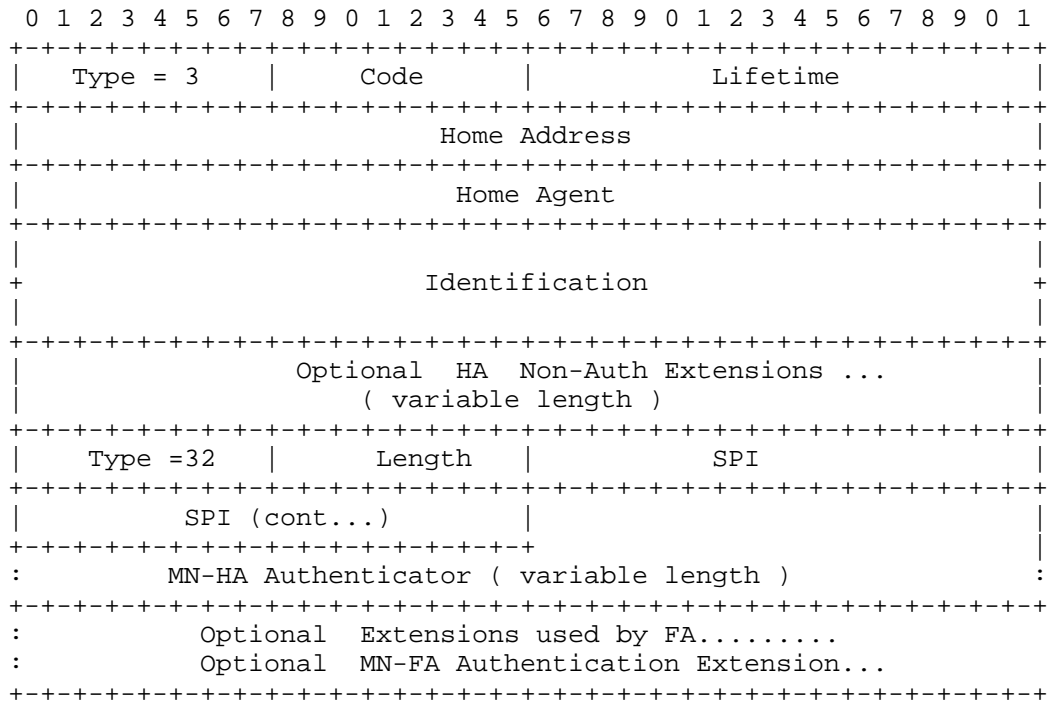 0 1 2 3 4 5 6 7 8 9 0 1 2 3 4 5 6 7 8 9 0 1 2 3 4 5 6 7 8 9 0 1
+-+-+-+-+-+-+-+-+-+-+-+-+-+-+-+-+-+-+-+-+-+-+-+-+-+-+-+-+-+-+-+-+
|   Type = 3    |     Code      |           Lifetime            |
+-+-+-+-+-+-+-+-+-+-+-+-+-+-+-+-+-+-+-+-+-+-+-+-+-+-+-+-+-+-+-+-+
|                          Home Address                         |
+-+-+-+-+-+-+-+-+-+-+-+-+-+-+-+-+-+-+-+-+-+-+-+-+-+-+-+-+-+-+-+-+
|                           Home Agent                          |
+-+-+-+-+-+-+-+-+-+-+-+-+-+-+-+-+-+-+-+-+-+-+-+-+-+-+-+-+-+-+-+-+
|                                                               |
+                         Identification                        +
|                                                               |
+-+-+-+-+-+-+-+-+-+-+-+-+-+-+-+-+-+-+-+-+-+-+-+-+-+-+-+-+-+-+-+-+
|                 Optional  HA  Non-Auth Extensions ...         |
|                     ( variable length )                       |
+-+-+-+-+-+-+-+-+-+-+-+-+-+-+-+-+-+-+-+-+-+-+-+-+-+-+-+-+-+-+-+-+
|    Type =32   |      Length   |           SPI                 |
+-+-+-+-+-+-+-+-+-+-+-+-+-+-+-+-+-+-+-+-+-+-+-+-+-+-+-+-+-+-+-+-+
|          SPI (cont...)        |                               |
+-+-+-+-+-+-+-+-+-+-+-+-+-+-+-+-+                               |
:         MN-HA Authenticator ( variable length )               :
+-+-+-+-+-+-+-+-+-+-+-+-+-+-+-+-+-+-+-+-+-+-+-+-+-+-+-+-+-+-+-+-+
:           Optional  Extensions used by FA.........
:           Optional  MN-FA Authentication Extension...
+-+-+-+-+-+-+-+-+-+-+-+-+-+-+-+-+-+-+-+-+-+-+-+-+-+-+-+-+-+-+-+-+